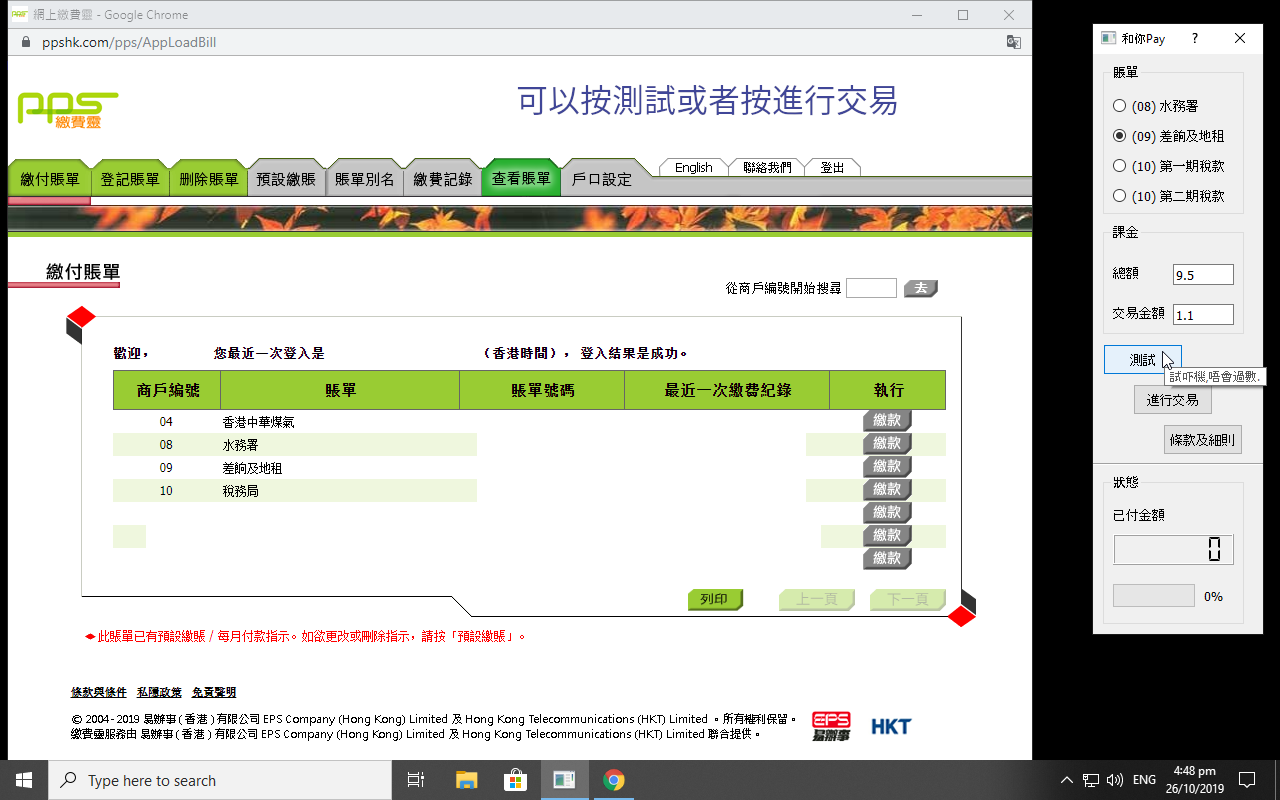 網上繳費靈 - Google Chrome
ppshk.com/pps/AppLoadBill
pps
繳費靈
可以按測試或者按進行交易
繳付賬單
登記賬單
刪除賬單
預設繳賬
賬單別名
繳費記錄
查看賬單
戶口設定
English
聯絡我們
登出
繳付賬單
從商戶編號開始搜尋
去
歡迎， 您最近一次登入是 （香港時間），登入結果是成功。
商戶編號 賬單 賬單號碼 最近一次繳費紀錄 執行
04 香港中華煤氣 繳款
08 水務署 繳款
09 差餉及地租 繳款
10 稅務局 繳款
繳款
繳款
繳款
列印 上一頁 下一頁
此賬單已有預設繳賬 / 每月付款指示。如欲更改或刪除指示，請按「預設繳賬」。
條款與條件 私隱政策 免責聲明
© 2004 - 2019 易辦事 ( 香港 ) 有限公司 EPS Company (Hong Kong) Limited 及 Hong Kong Telecommunications (HKT) Limited 。所有權利保留。
繳費靈服務由 易辦事 ( 香港 ) 有限公司 EPS Company (Hong Kong) Limited 及 Hong Kong Telecommunications (HKT) Limited 聯合提供。
EPS
易辦事
HKT
和你Pay ?
賬單
(08) 水務署
(09) 差餉及地租
(10) 第一期稅款
(10) 第二期稅款
課金
總額 9.5
交易金額 1.1
測試
試吓機,唔會過數.
進行交易
條款及細則
狀態
已付金額
0
0%
Type here to search
ENG
4:48 pm
26/10/2019